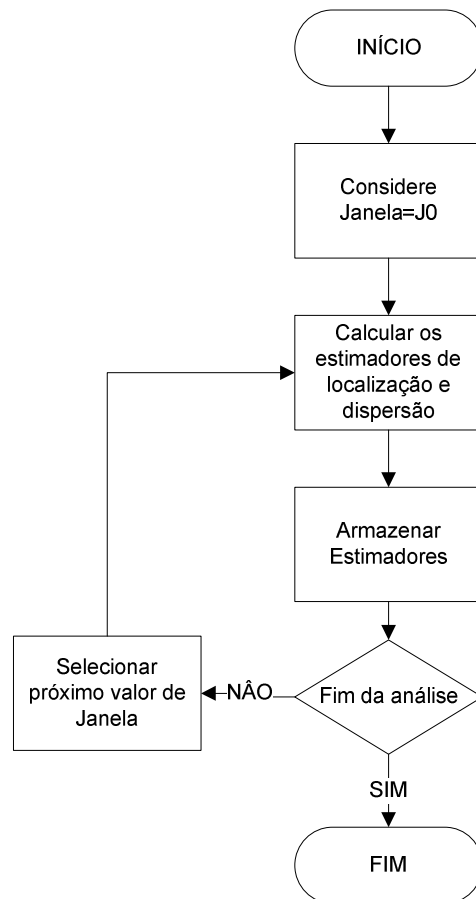 INÍCIO
Considere
Janela=J0
Calcular os
estimadores de
localização e
dispersão
Armazenar
Estimadores
Fim da análise
NÂO
Selecionar
próximo valor de
Janela
SIM
FIM